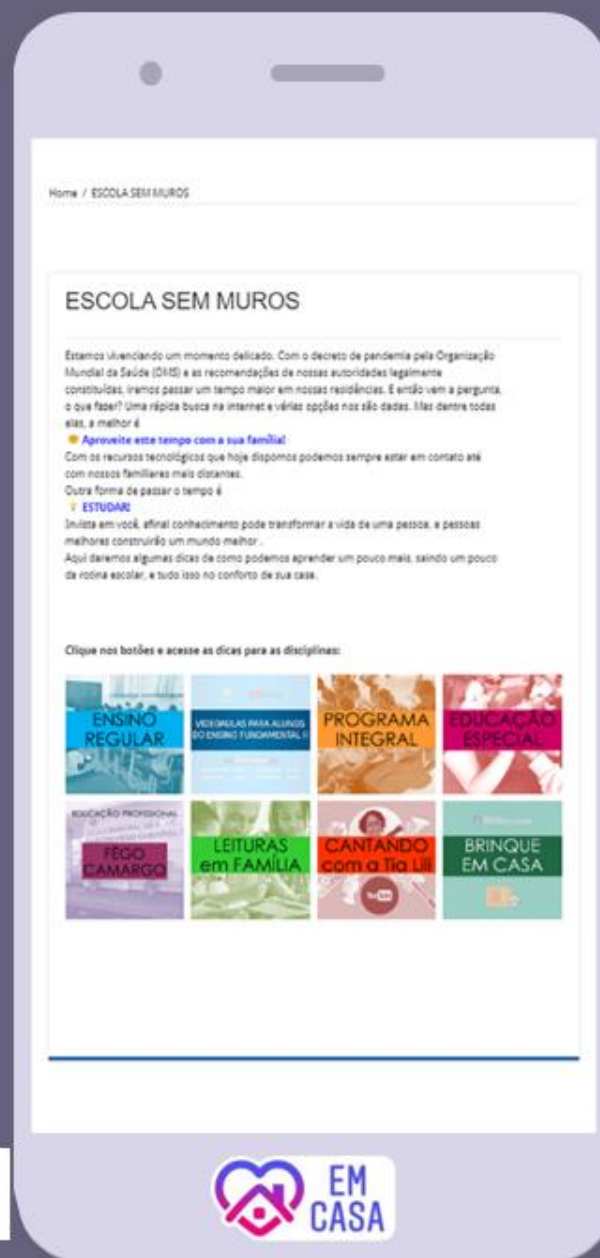 Home / ESCOLA SEM MUROS
ESCOLA SEM MUROS
Estamos vivenciando um momento delicado. Com o decreto de pandemia pela Organização
Mundial da Saúde (OMS) e as recomendações de nossas autoridades legalmente
constituídas, iremos passar um tempo maior em nossas residências. E então vem a pergunta,
o que fazer? Uma rápida busca na internet e várias opções nos são dadas. Mas dentre todas
elas, a melhor é
Aproveite este tempo com a sua família!
Com os recursos tecnológicos que hoje dispomos podemos sempre estar em contato até
com nossos familiares mais distantes.
Outra forma de passar o tempo é
ESTUDAR!
Invista em você, afinal conhecimento pode transformar a vida de uma pessoa, e pessoas
melhores construirão um mundo melhor .
Aqui daremos algumas dicas de como podemos aprender um pouco mais, saindo um pouco
da rotina escolar, e tudo isso no conforto de sua casa.
Clique nos botões e acesse as dicas para as disciplinas:
ENSINO
REGULAR
VIDEOAULAS PARA ALUNOS
DO ENSINO FUNDAMENTAL II
PROGRAMA
INTEGRAL
EDUCAÇÃO
ESPECIAL
EDUCAÇÃO PROFISSIONAL
FÊGO
CAMARGO
LEITURAS
em FAMÍLIA
CANTANDO
com a Tia Lili
YouTube
BRINQUE
EM CASA
EM
CASA